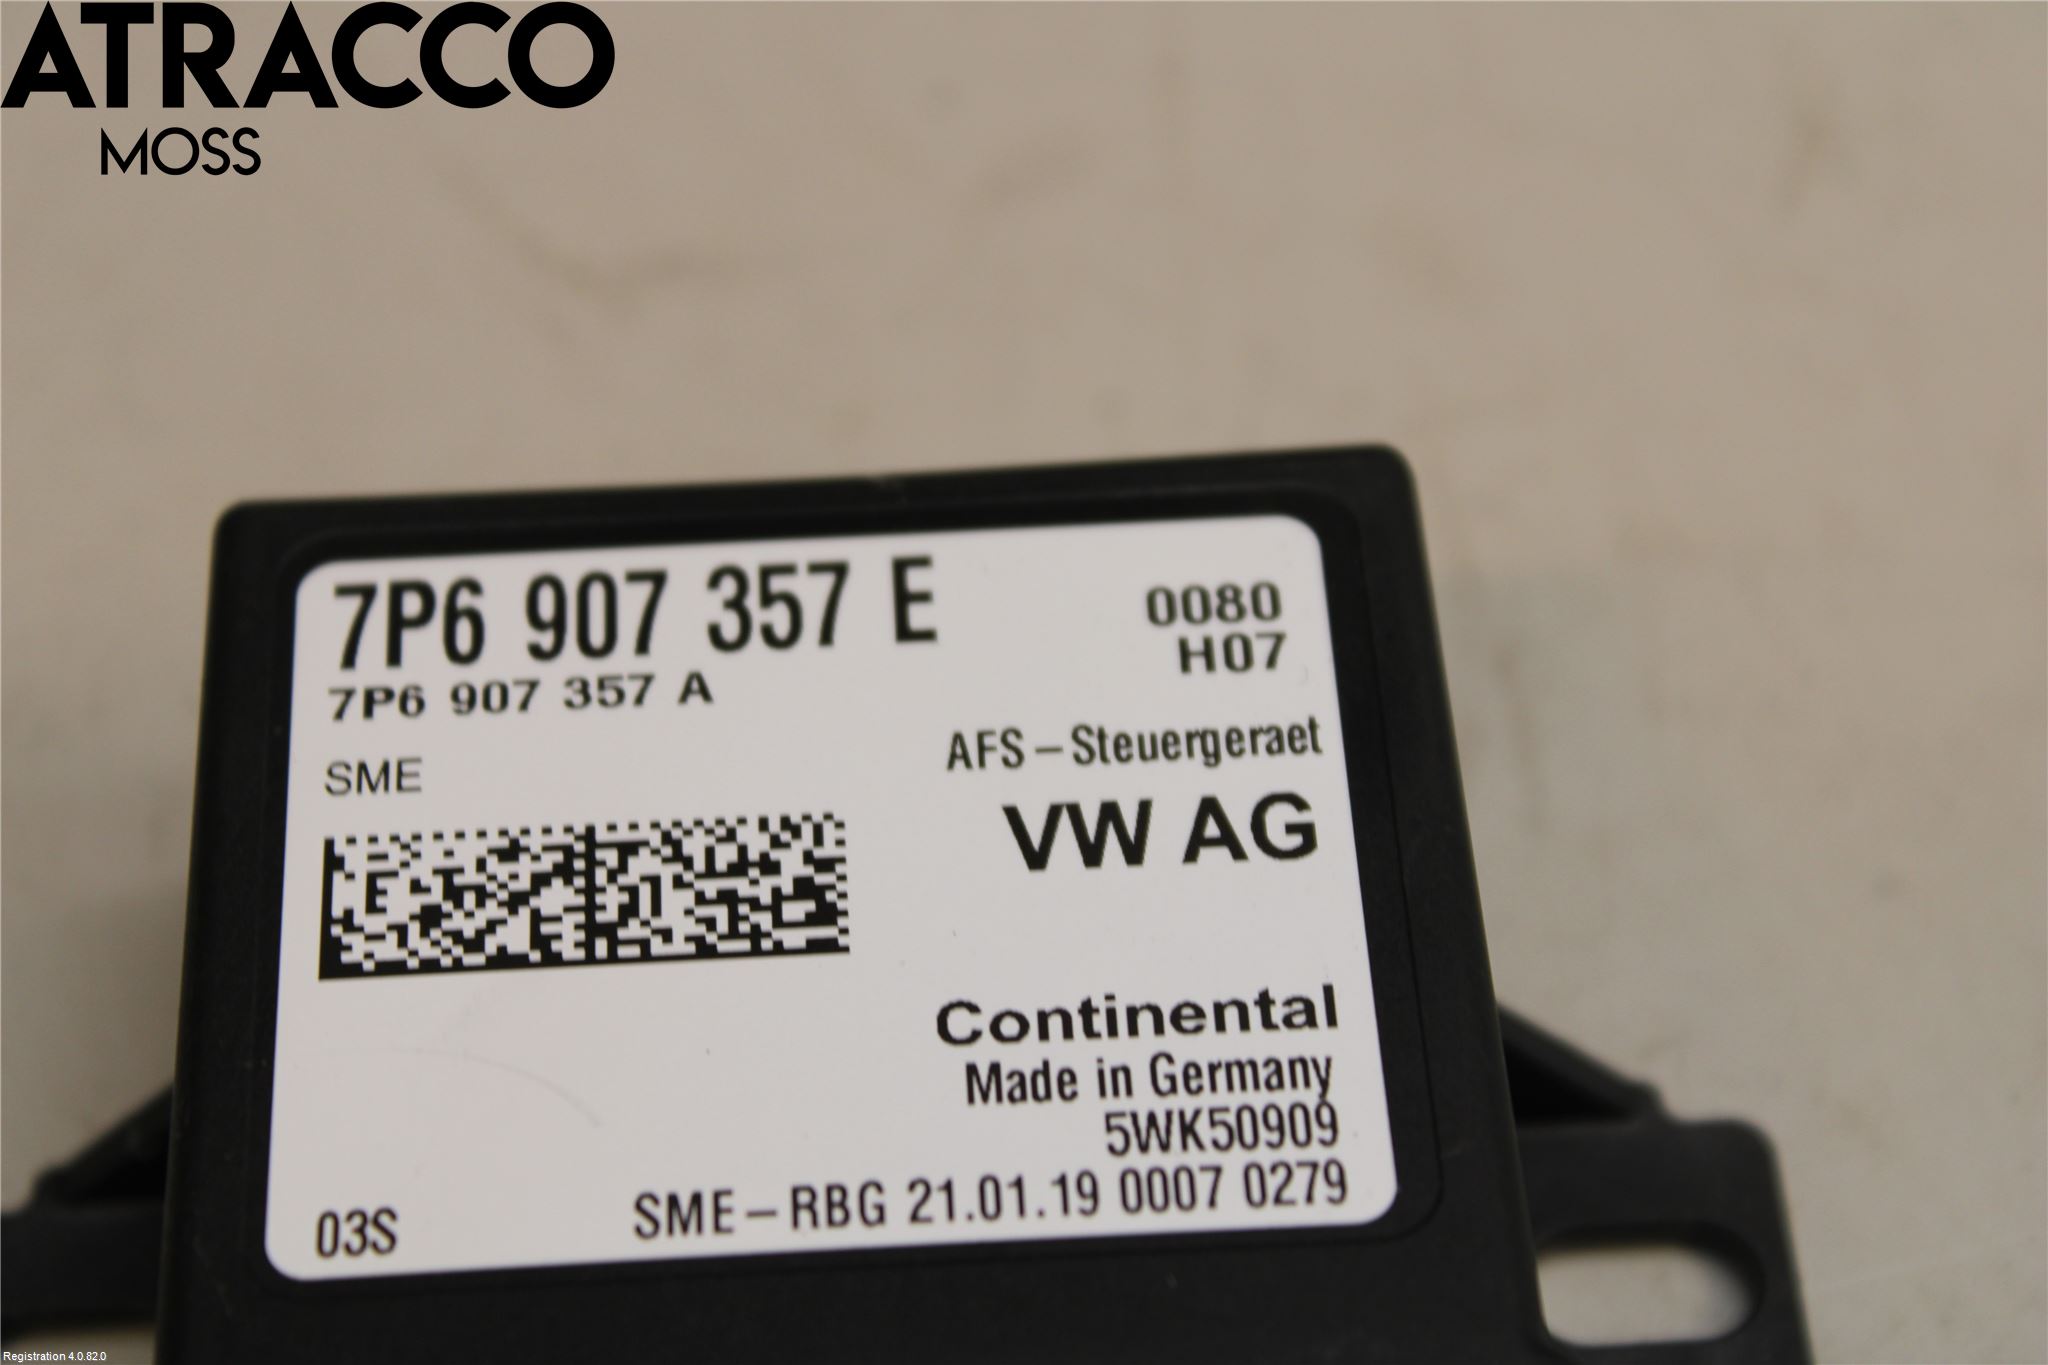 ATRACCO
MOSS
7P6 907 357 E
0080
7P6 907 357 A
H07
SME
AFS-Steuergeraet
VW AG
Continental
Made in Germany
5WK50909
03S
SME-RBG 21.01.19 0007 0279
Registration 4.0.82.0